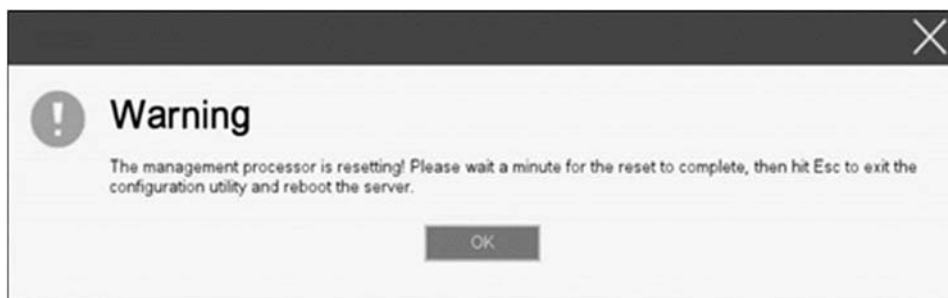 Warning
The management processor is resetting! Please wait a minute for the reset to complete, then hit Esc to exit the
configuration utility and reboot the server.
OK